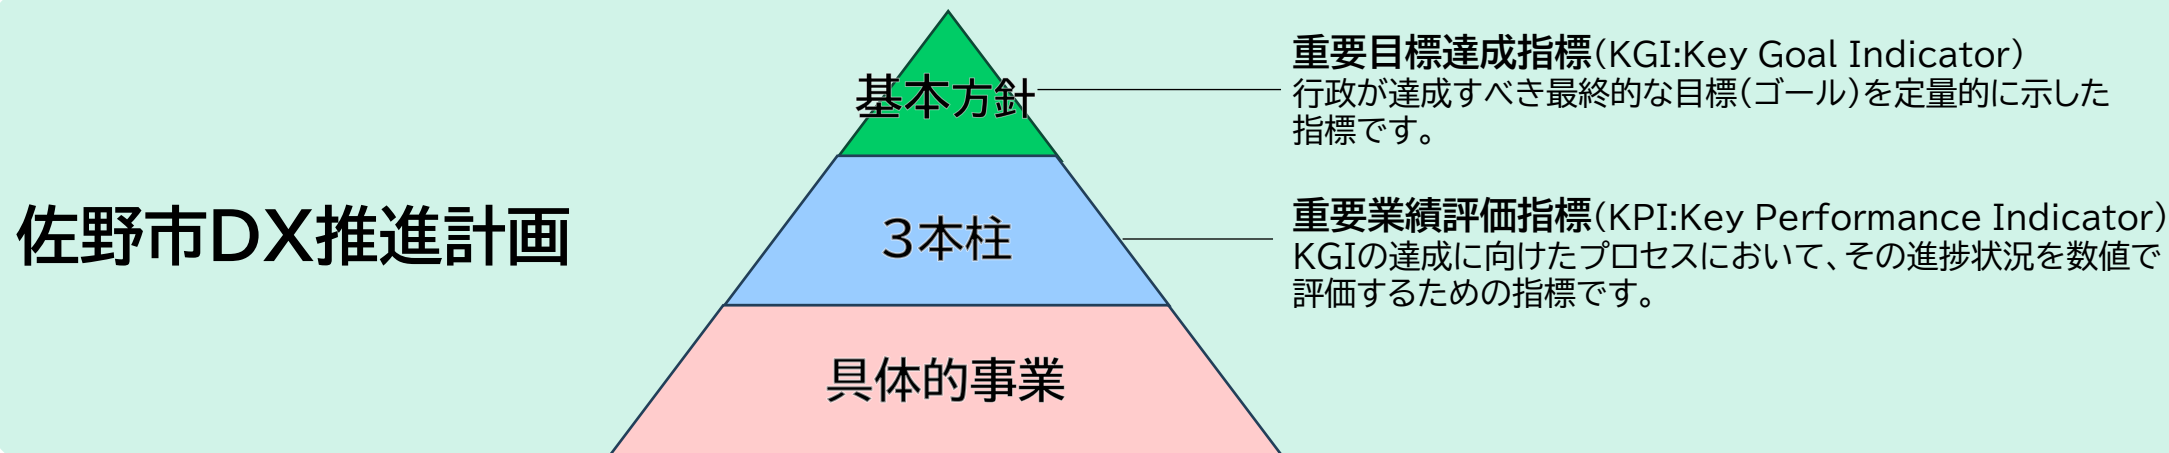 佐野市DX推進計画
基本方針
3本柱
具体的事業
重要目標達成指標(KGI:Key Goal Indicator)
行政が達成すべき最終的な目標(ゴール)を定量的に示した
指標です。
重要業績評価指標(KPI:Key Performance Indicator)
KGIの達成に向けたプロセスにおいて、その進捗状況を数値で
評価するための指標です。